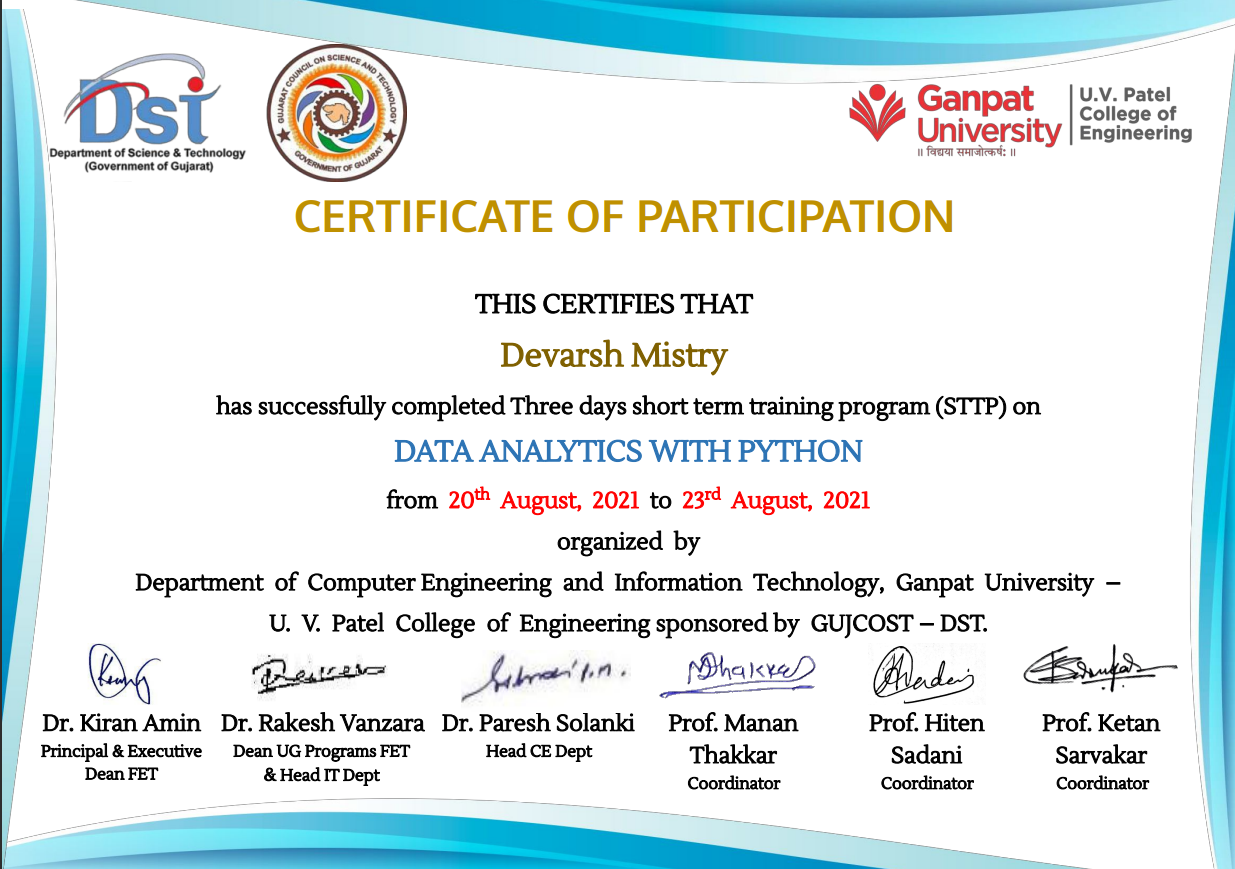 Dst
Department of Science & Technology
(Government of Gujarat)
GUJARAT COUNCIL ON SCIENCE AND TECHNOLOGY
GOVERNMENT OF GUJARAT
Ganpat
University
॥ विद्यया समाजोत्कर्ष: ॥
U.V. Patel
College of
Engineering
CERTIFICATE OF PARTICIPATION
THIS CERTIFIES THAT
Devarsh Mistry
has successfully completed Three days short term training program (STTP) on
DATA ANALYTICS WITH PYTHON
from 20th August, 2021 to 23rd August, 2021
organized by
Department of Computer Engineering and Information Technology, Ganpat University –
U. V. Patel College of Engineering sponsored by GUJCOST – DST.
Dr. Kiran Amin
Principal & Executive
Dean FET
Dr. Rakesh Vanzara
Dean UG Programs FET
& Head IT Dept
Dr. Paresh Solanki
Head CE Dept
Prof. Manan
Thakkar
Coordinator
Prof. Hiten
Sadani
Coordinator
Prof. Ketan
Sarvakar
Coordinator